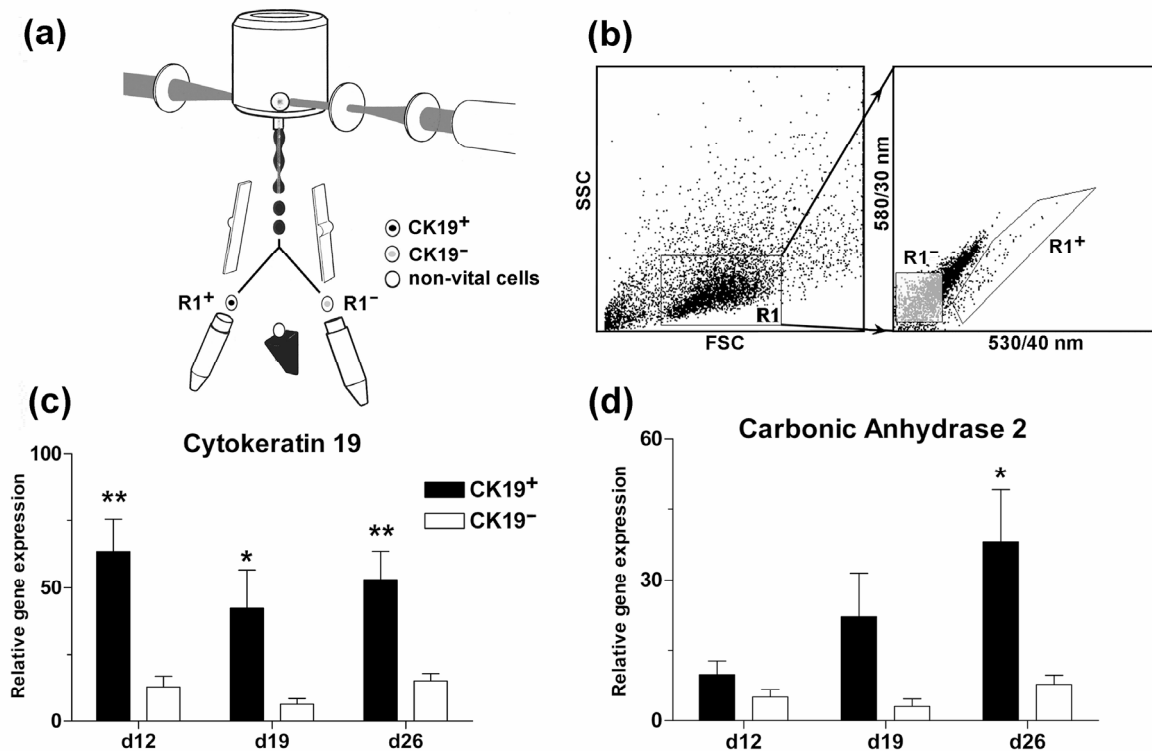 (a)
CK19⁺
CK19⁻
non-vital cells
R1⁺
R1⁻
(b)
SSC
R1
FSC
580/30 nm
R1⁻
R1⁺
530/40 nm
(c)
Cytokeratin 19
Relative gene expression
100
50
0
**
*
**
CK19⁺
CK19⁻
d12
d19
d26
(d)
Carbonic Anhydrase 2
Relative gene expression
60
30
0
*
d12
d19
d26